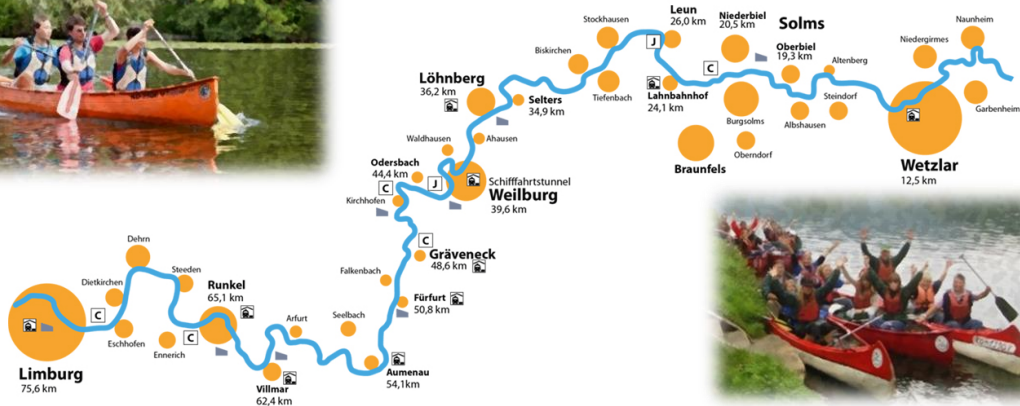 Leun
26,0 km
Stockhausen
J
Biskirchen
Tiefenbach
Niederbiel
20,5 km
Solms
Oberbiel
19,3 km
C
Lahnbahnhof
24,1 km
Burgsolms
Oberndorf
Braunfels
Albshausen
Altenberg
Steindorf
Niedergirmes
Naunheim
Garbenheim
Wetzlar
12,5 km
Löhnberg
36,2 km
Selters
34,9 km
Waldhausen
Ahausen
Odersbach
44,4 km
C
J
Kirchhofen
Schifffahrtstunnel
Weilburg
39,6 km
C
Gräveneck
48,6 km
Falkenbach
Fürfurt
50,8 km
Dehrn
Dietkirchen
Steeden
Runkel
65,1 km
C
Eschhofen
Ennerich
C
Limburg
75,6 km
Arfurt
Seelbach
Villmar
62,4 km
Aumenau
54,1km